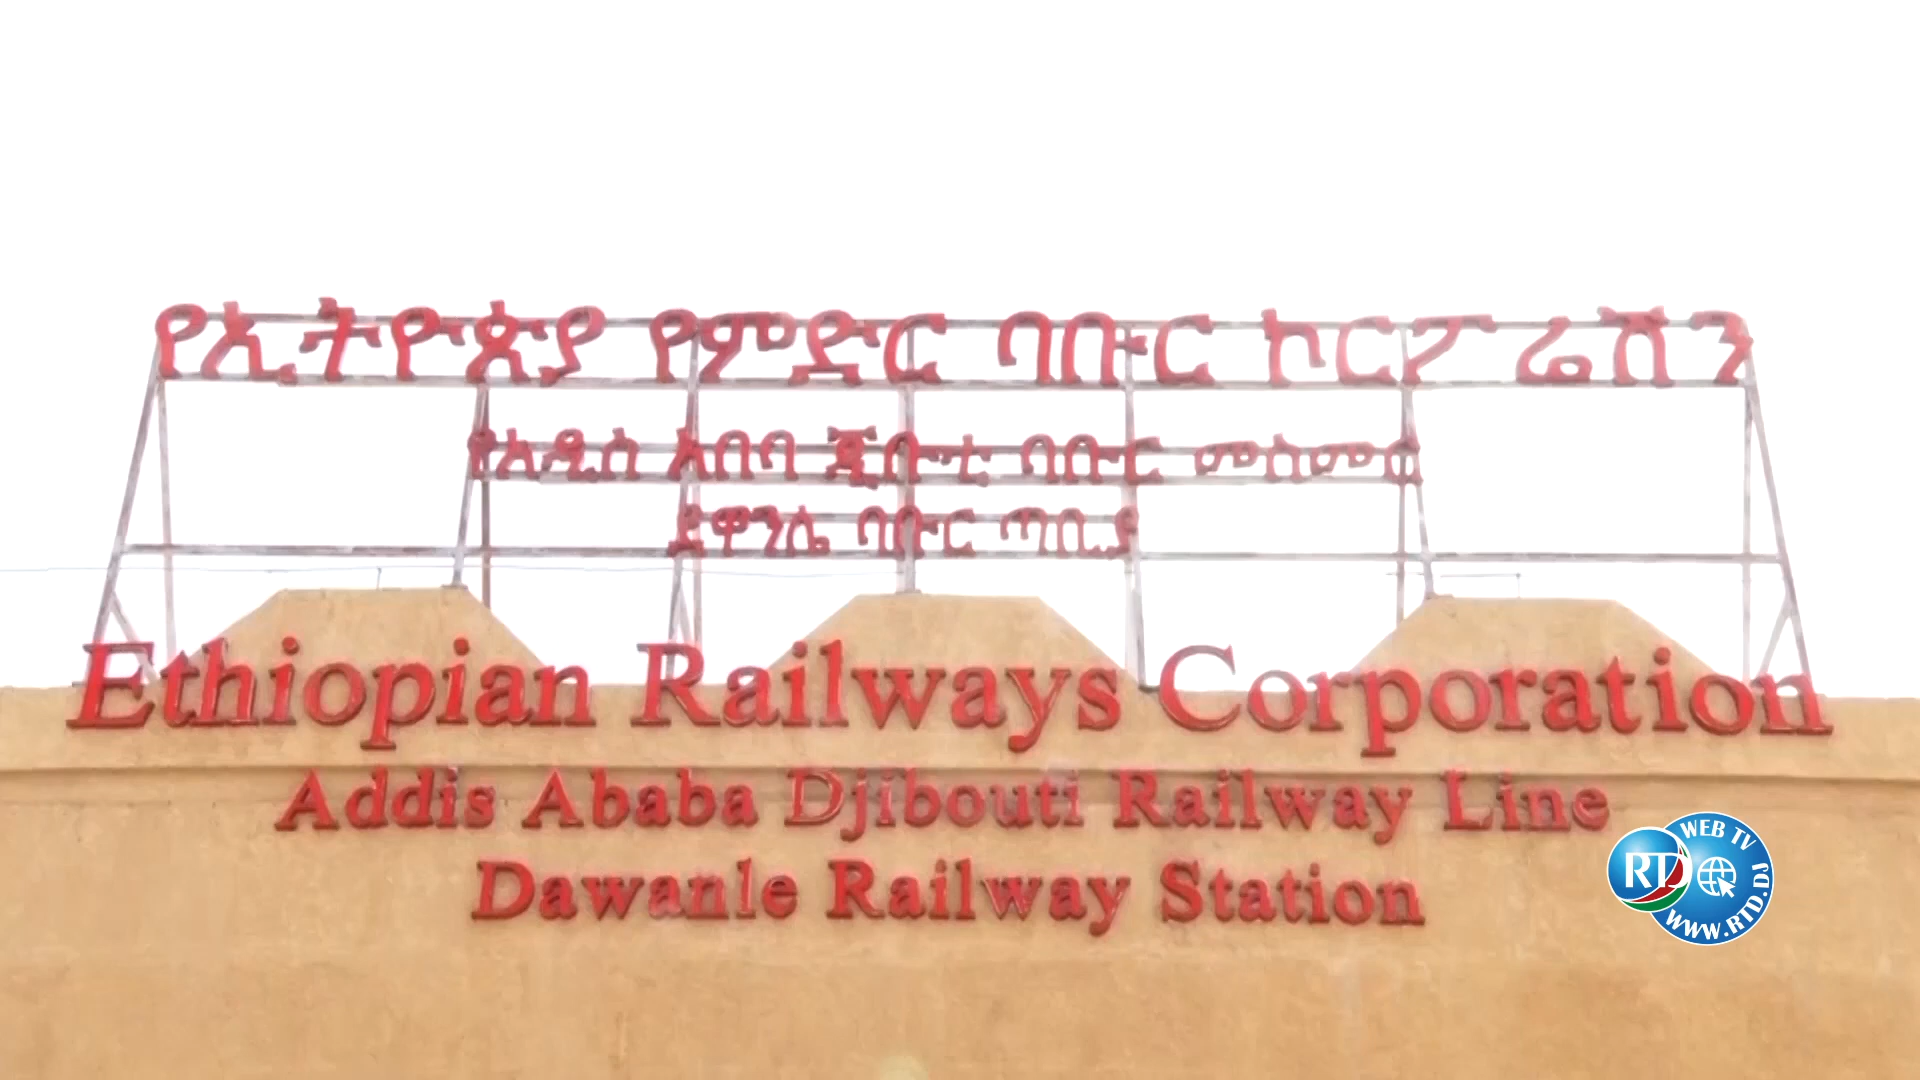 የኢትዮጵያ የምድር ባቡር ኮርፖሬሽን
የአዲስ አበባ ጂቡቲ ባቡር መስመር
ደዋንሌ ባቡር ጣቢያ
Ethiopian Railways Corporation
Addis Ababa Djibouti Railway Line
Dawanle Railway Station
WEB TV
RTD
WWW.RTD.DJ